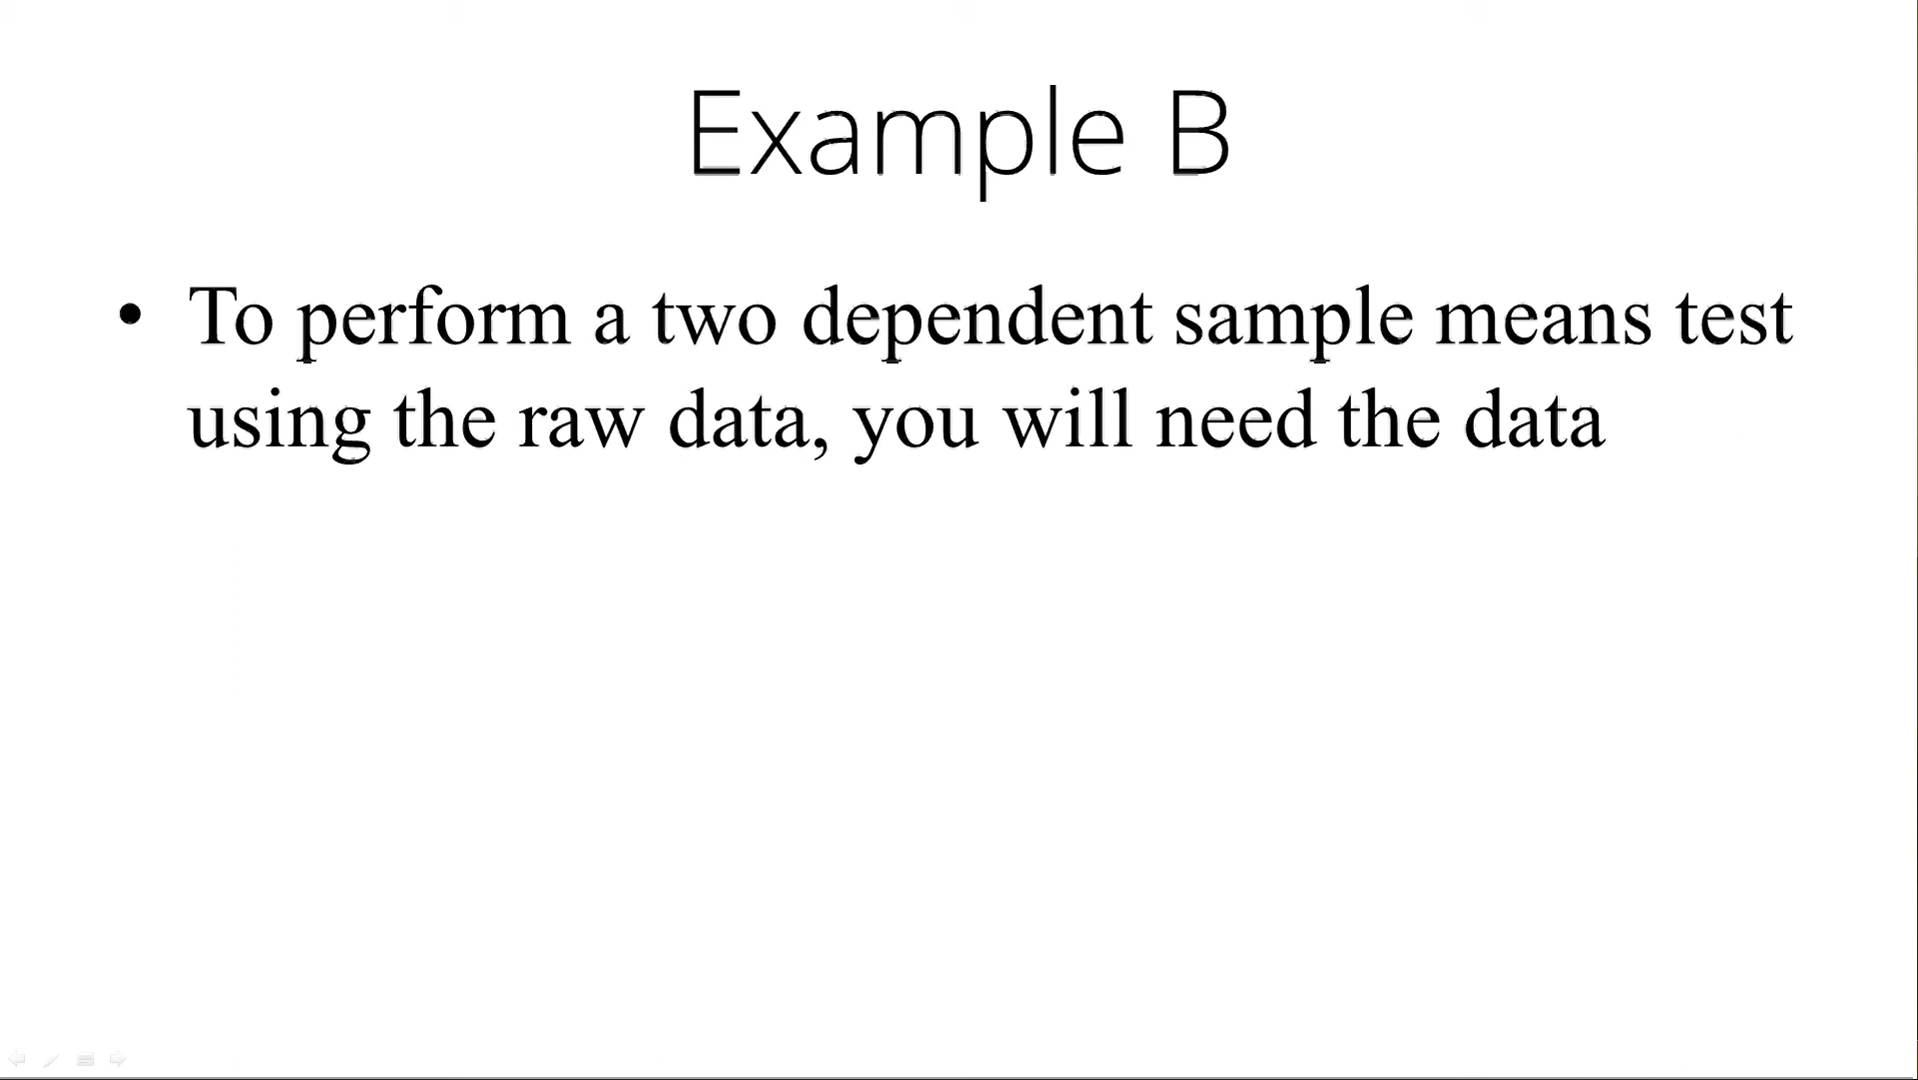 Example B
• To perform a two dependent sample means test
using the raw data, you will need the data